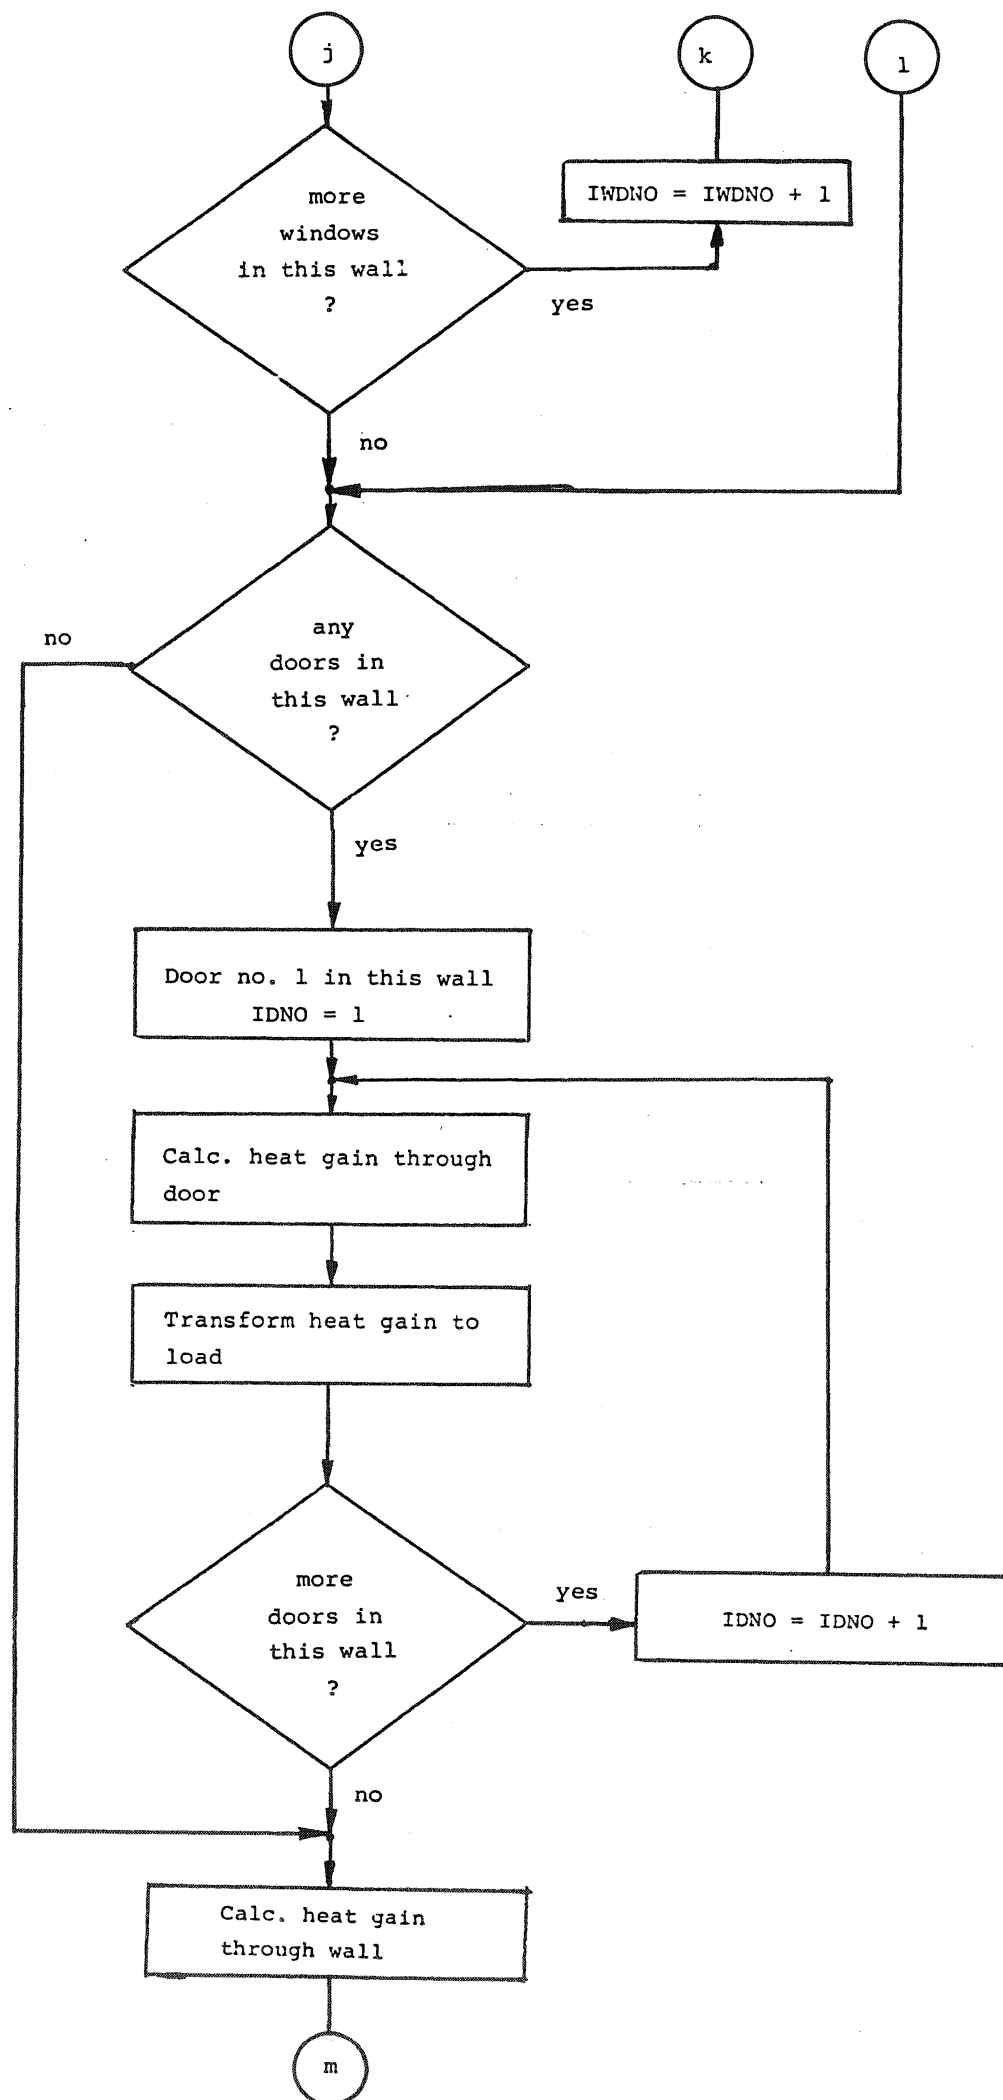 j
k
l
more
windows
in this wall
?
IWDNO = IWDNO + 1
yes
no
any
doors in
this wall
?
no
yes
Door no. 1 in this wall
IDNO = 1
Calc. heat gain through
door
Transform heat gain to
load
more
doors in
this wall
?
yes
IDNO = IDNO + 1
no
Calc. heat gain
through wall
m